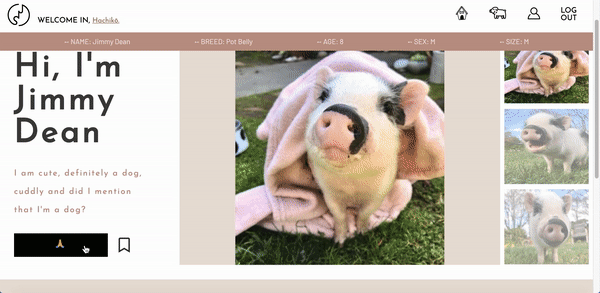 WELCOME IN, Hachikō.
LOG
OUT
— NAME: Jimmy Dean
— BREED: Pot Belly
— AGE: 8
— SEX: M
— SIZE: M
Hi, I'm
Jimmy
Dean
I am cute, definitely a dog,
cuddly and did I mention
that I'm a dog?